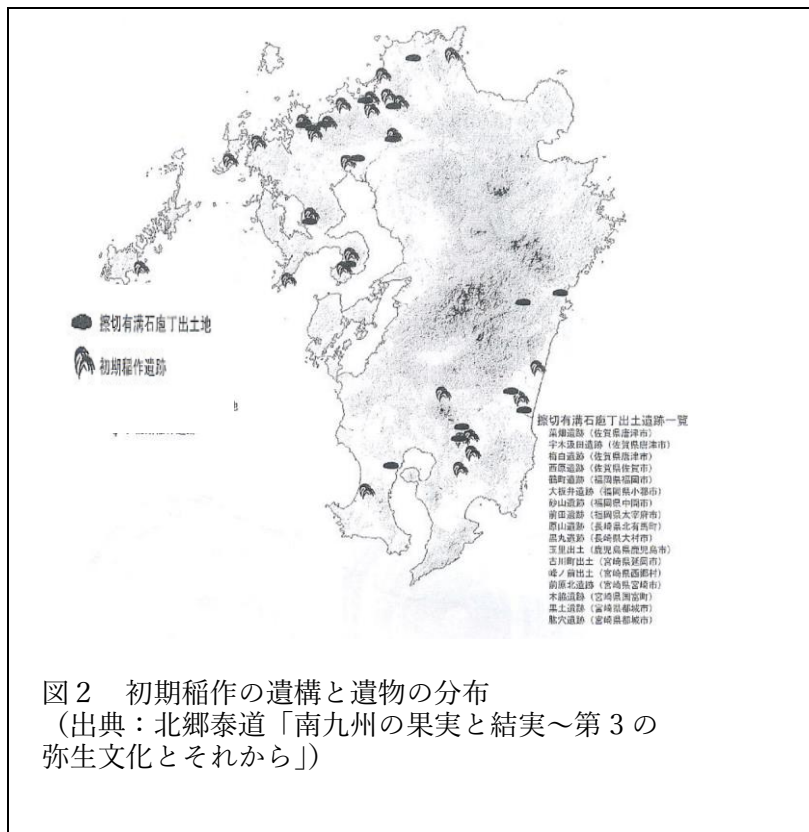 擦切有溝石庖丁出土地
初期稲作遺跡
擦切有溝石庖丁出土遺跡一覧
菜畑遺跡（佐賀県唐津市）
宇木汲田遺跡（佐賀県唐津市）
梅白遺跡（佐賀県唐津市）
西原遺跡（佐賀県佐賀市）
鶴町遺跡（福岡県福岡市）
大板井遺跡（福岡県小郡市）
砂山遺跡（福岡県中間市）
前田遺跡（福岡県太宰府市）
原山遺跡（長崎県北有馬町）
黒丸遺跡（長崎県大村市）
玉里出土（鹿児島県鹿児島市）
古川町出土（宮崎県延岡市）
（宮崎県西郷村）
前原北遺跡（宮崎県宮崎市）
木脇遺跡（宮崎県国富町）
黒土遺跡（宮崎県都城市）
肱穴遺跡（宮崎県都城市）
図２　初期稲作の遺構と遺物の分布
（出典：北郷泰道「南九州の果実と結実～第３の
弥生文化とそれから」）